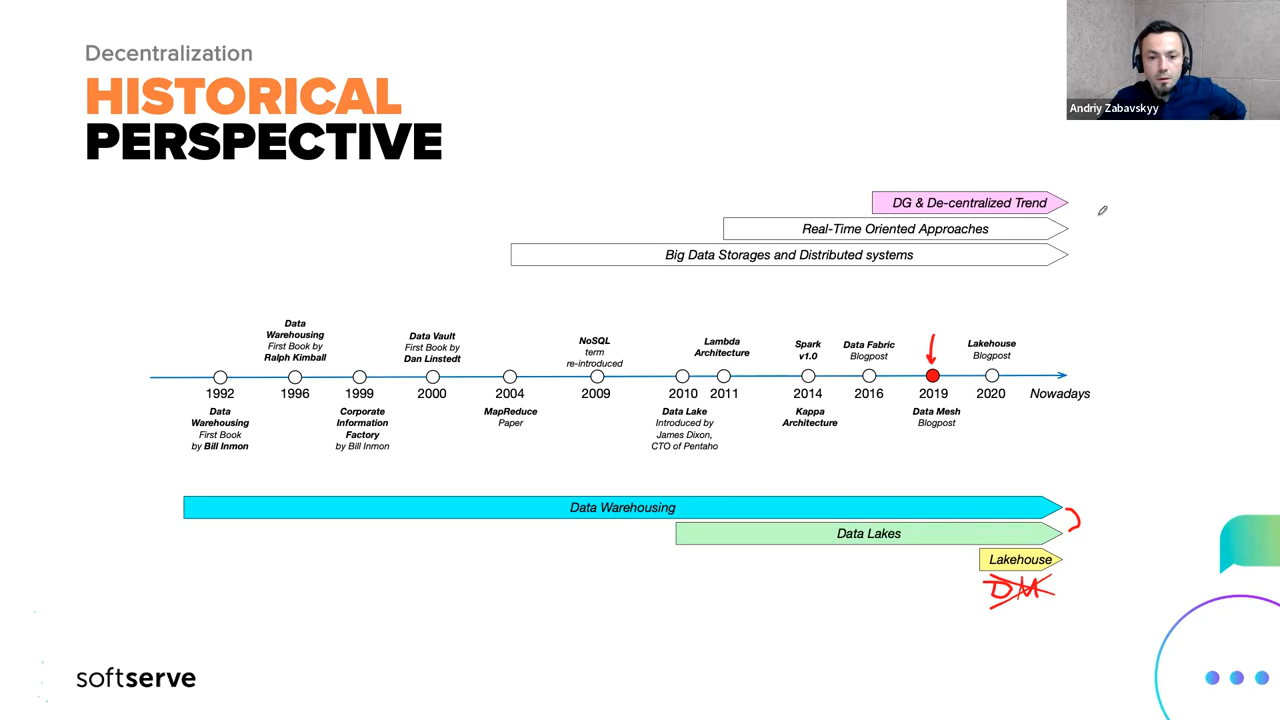 Decentralization
HISTORICAL
PERSPECTIVE
Andriy Zabavskyy
DG & De-centralized Trend
Real-Time Oriented Approaches
Big Data Storages and Distributed systems
Data
Warehousing
First Book by
Ralph Kimball
Data Vault
First Book by
Dan Linstedt
NoSQL
term
re-introduced
Lambda
Architecture
Spark
v1.0
Data Fabric
Blogpost
Lakehouse
Blogpost
1992
1996
1999
2000
2004
2009
2010
2011
2014
2016
2019
2020
Nowadays
Data
Warehousing
First Book
by Bill Inmon
Corporate
Information
Factory
by Bill Inmon
MapReduce
Paper
Data Lake
Introduced by
James Dixon,
CTO of Pentaho
Kappa
Architecture
Data Mesh
Blogpost
Data Warehousing
Data Lakes
Lakehouse
DM
softserve